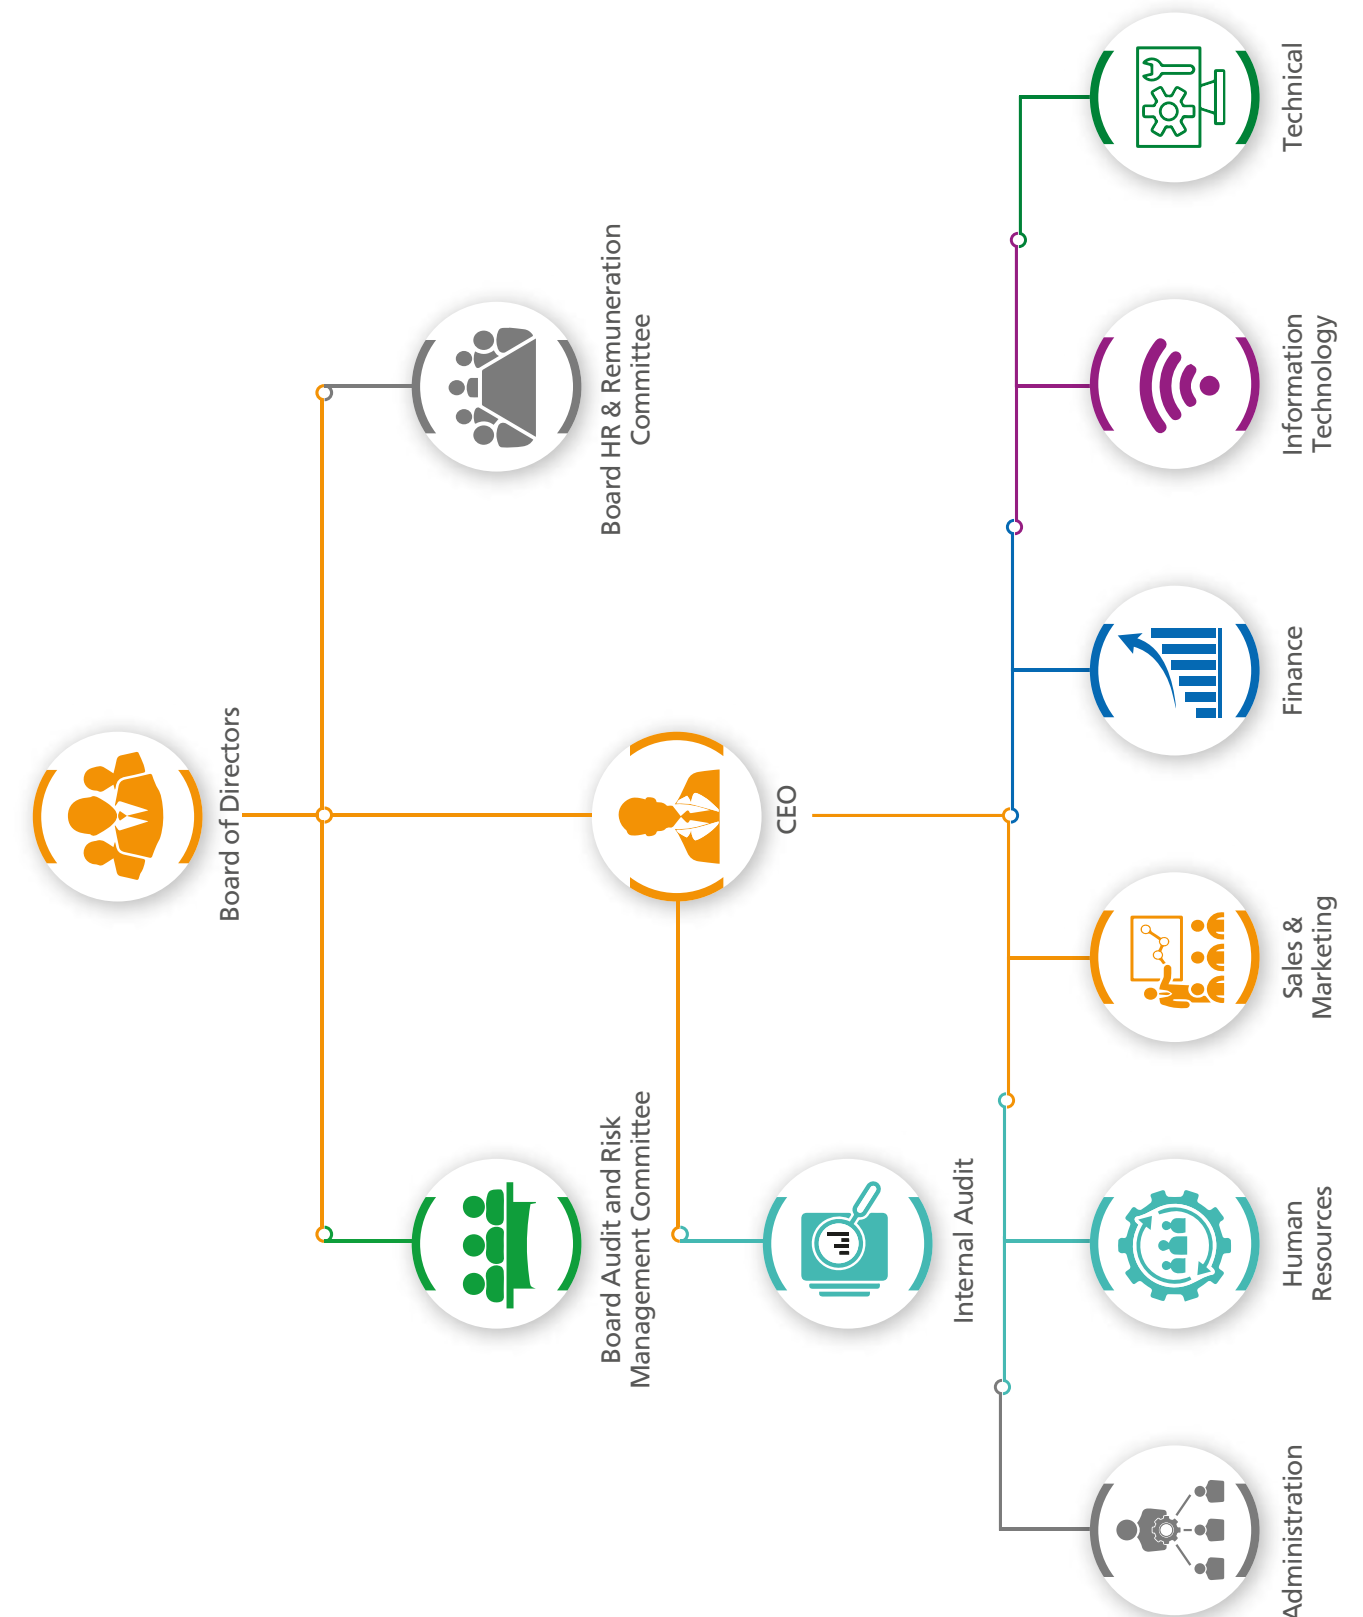 Board of Directors
Board Audit and Risk
Management Committee
Board HR & Remuneration
Committee
CEO
Internal Audit
Administration
Human
Resources
Sales &
Marketing
Finance
Information
Technology
Technical